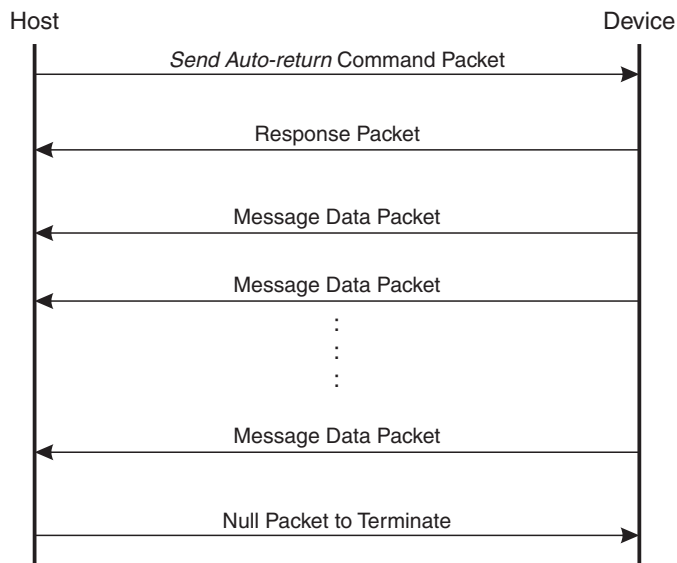 Host Device
Send Auto-return Command Packet
Response Packet
Message Data Packet
Message Data Packet
Message Data Packet
Null Packet to Terminate